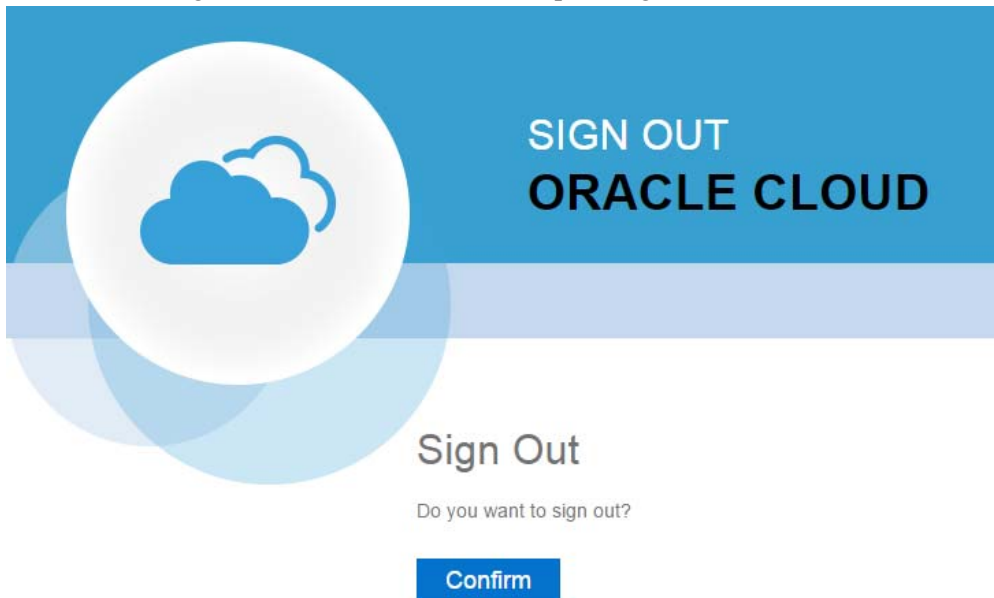 SIGN OUT
ORACLE CLOUD
Sign Out
Do you want to sign out?
Confirm